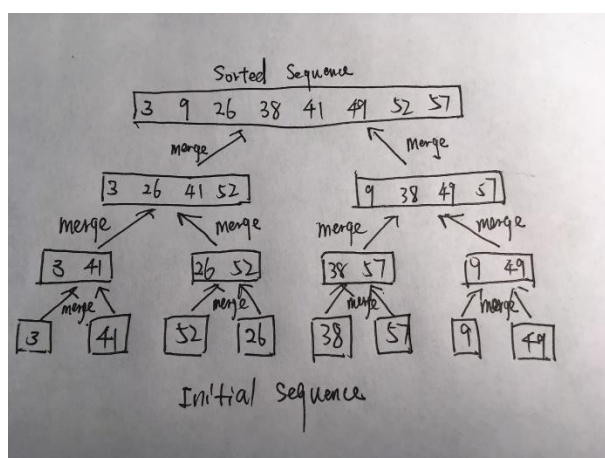 Sorted Sequence
3 9 26 38 41 49 52 57
merge merge
3 26 41 52 9 38 49 57
merge merge merge merge
3 41 26 52 38 57 9 49
merge merge merge merge
3 41 52 26 38 57 9 49
Initial Sequence